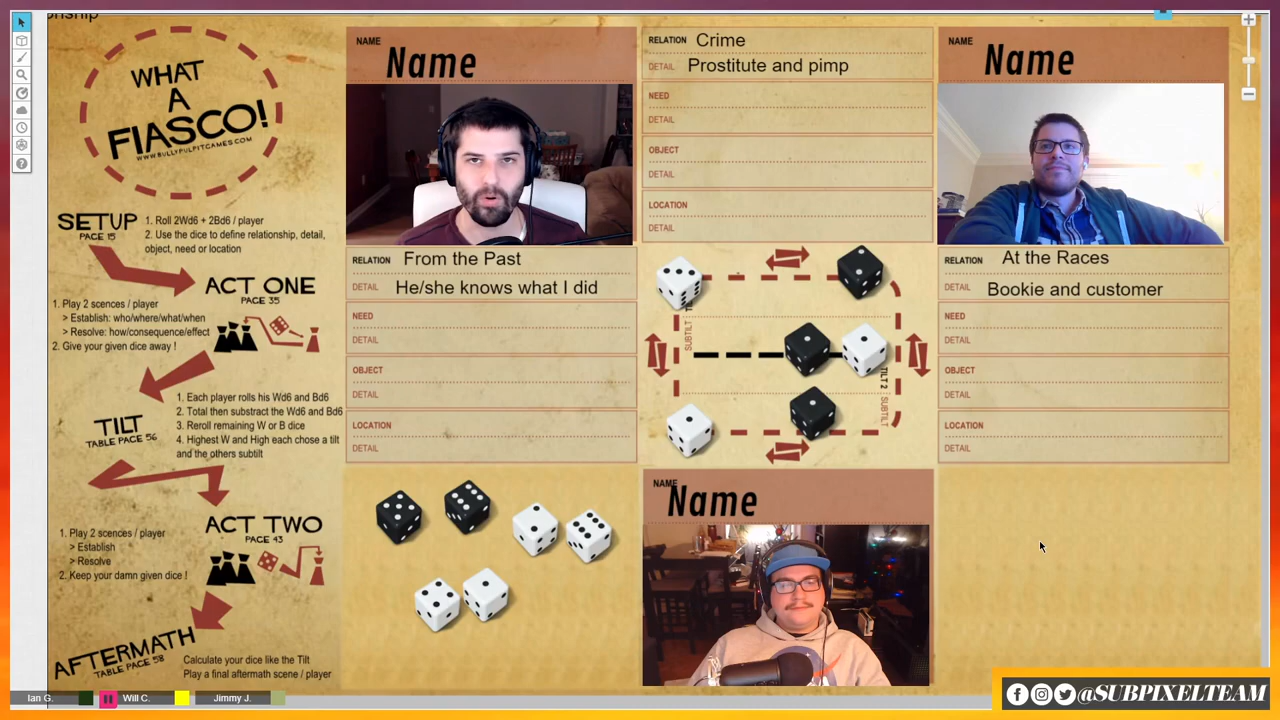 onship
WHAT
A
FIASCO!
WWW.BULLYPULPITGAMES.COM
SETUP
PAGE 15
1. Roll 2Wd6 + 2Bd6 / player
2. Use the dice to define relationship, detail,
object, need or location
ACT ONE
PAGE 35
1. Play 2 scences / player
> Establish: who/where/what/when
> Resolve: how/consequence/effect
2. Give your given dice away !
TILT
TABLE PAGE 56
1. Each player rolls his Wd6 and Bd6
2. Total then substract the Wd6 and Bd6
3. Reroll remaining W or B dice
4. Highest W and High each chose a tilt
and the others subtilt
ACT TWO
PAGE 43
1. Play 2 scences / player
> Establish
> Resolve
2. Keep your damn given dice !
AFTERMATH
TABLE PAGE 58
Calculate your dice like the Tilt
Play a final aftermath scene / player
NAME
Name
RELATION Crime
DETAIL Prostitute and pimp
NEED
DETAIL
OBJECT
DETAIL
LOCATION
DETAIL
NAME
Name
RELATION From the Past
DETAIL He/she knows what I did
NEED
DETAIL
OBJECT
DETAIL
LOCATION
DETAIL
SUBTILT
TILT 2
SUBTILT
RELATION At the Races
DETAIL Bookie and customer
NEED
DETAIL
OBJECT
DETAIL
LOCATION
DETAIL
NAME
Name
Ian G.
Will C.
Jimmy J.
@SUBPIXELTEAM